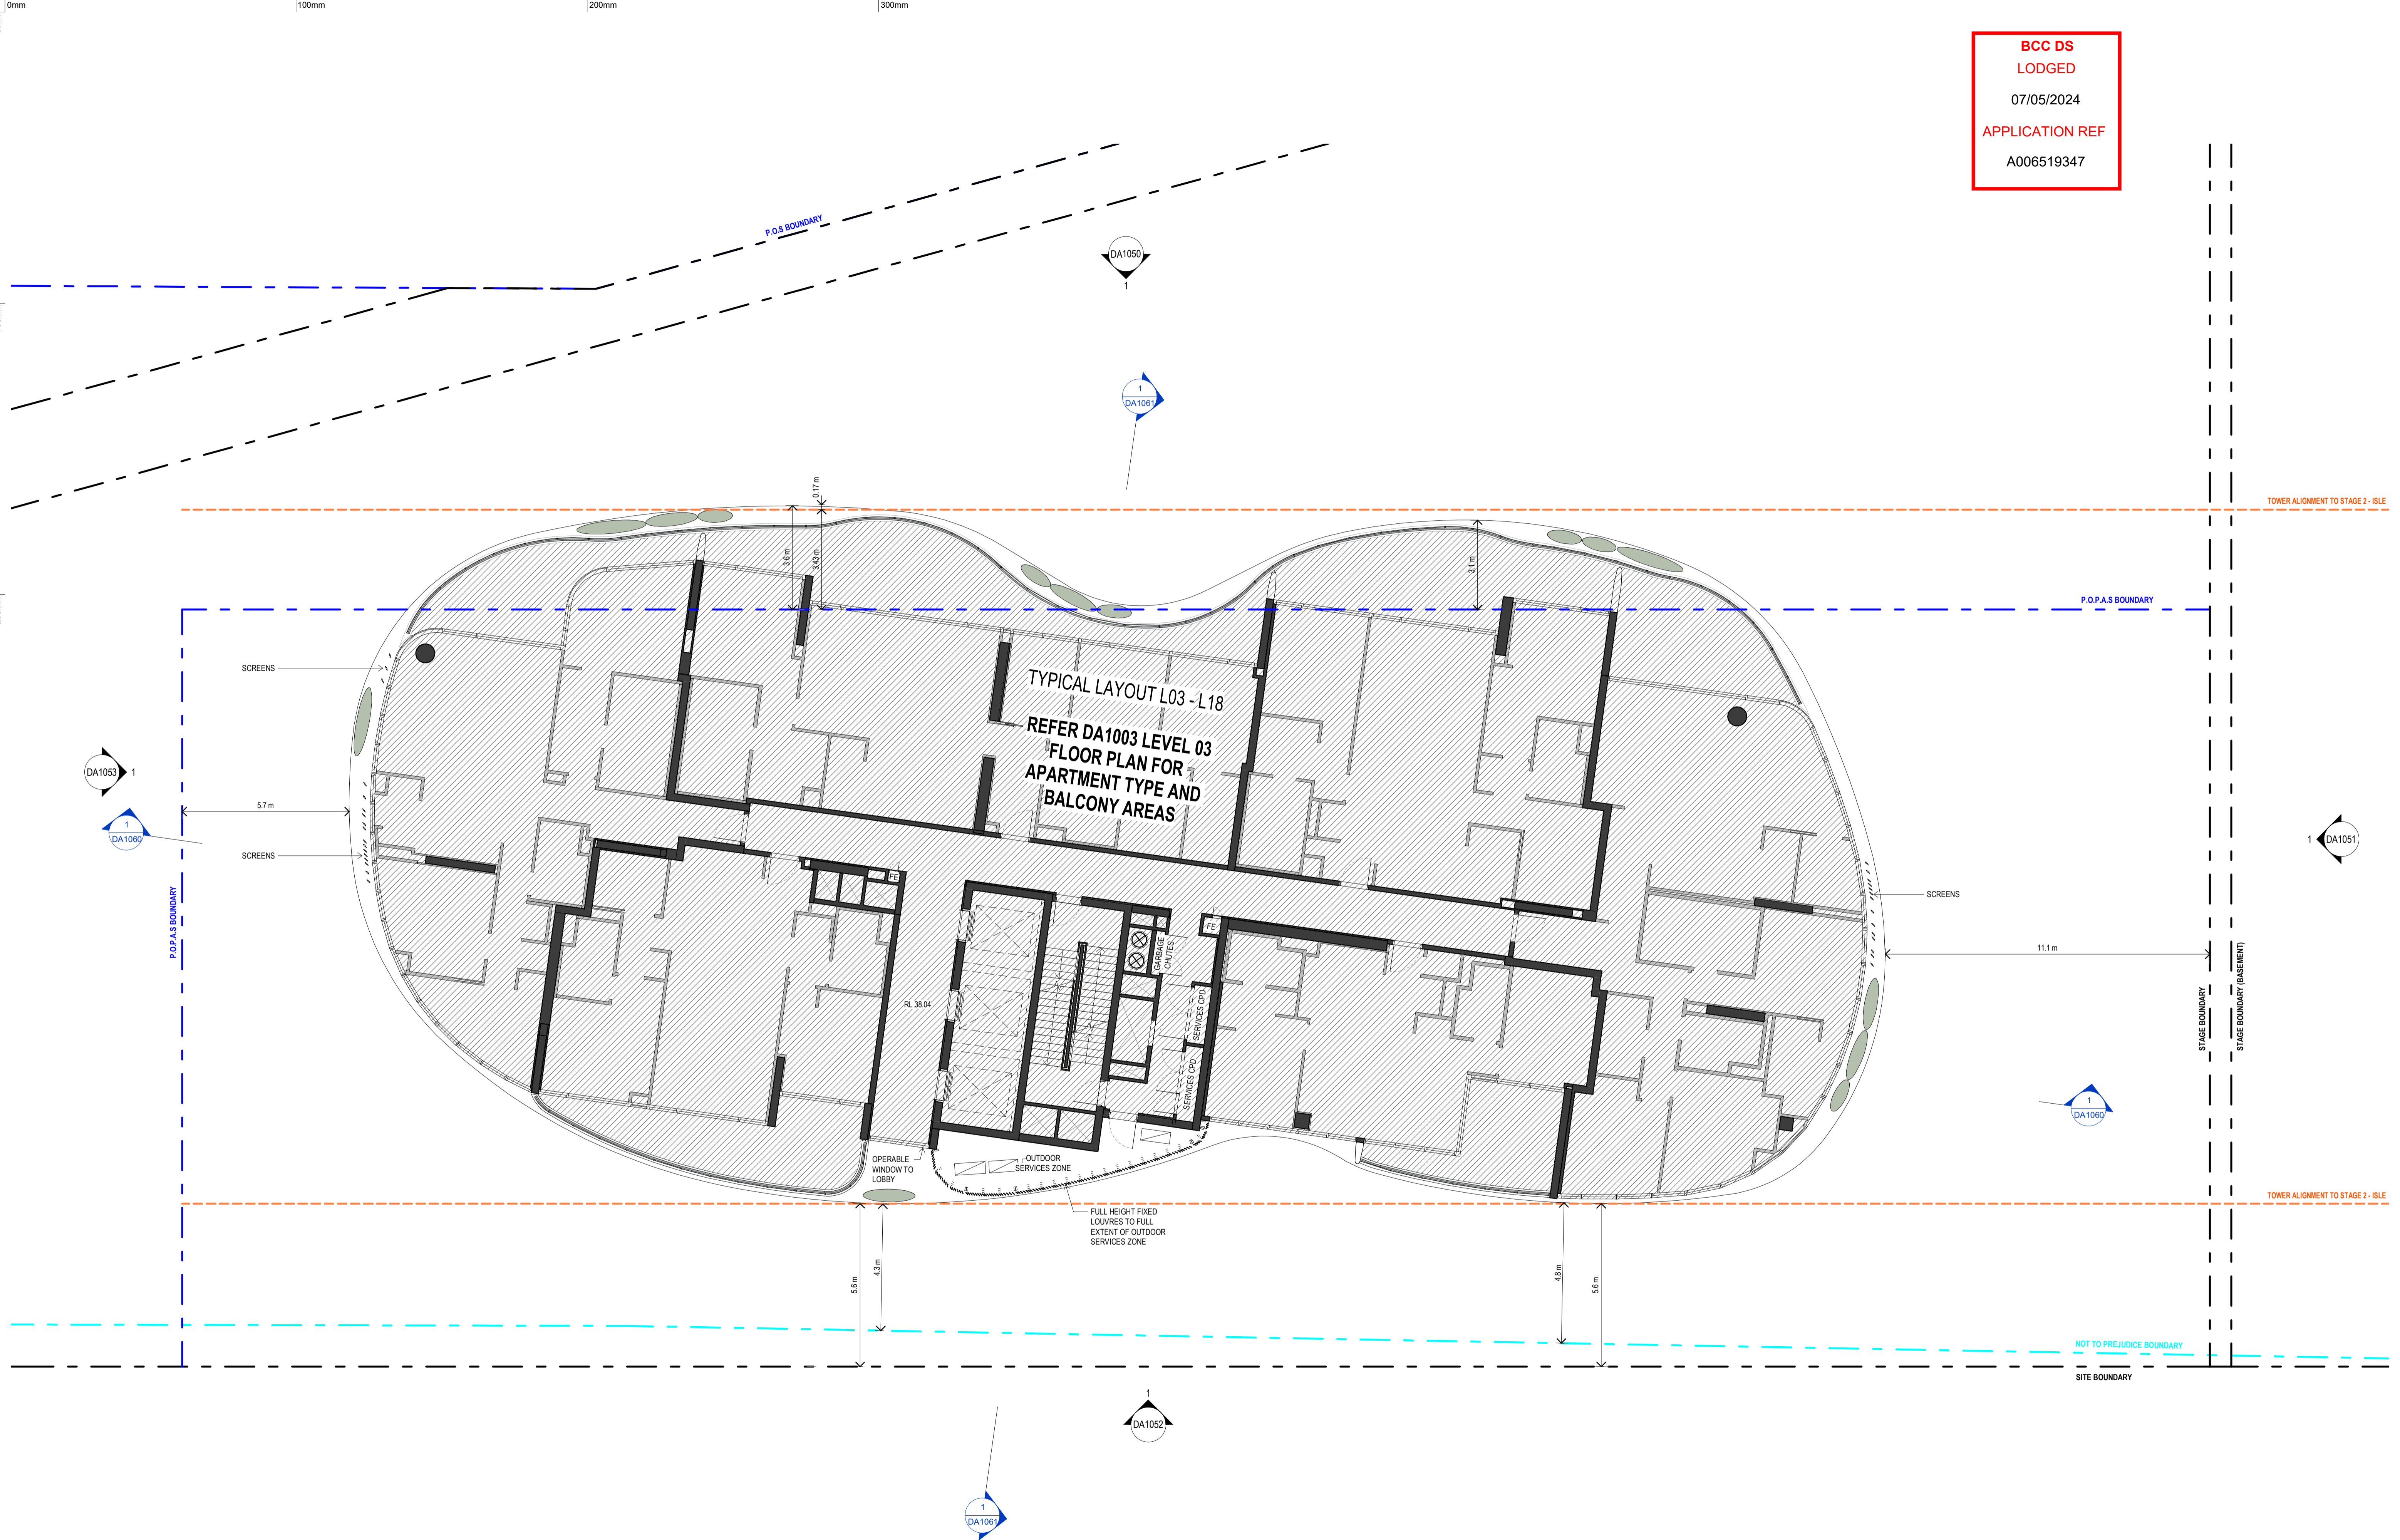 0mm
100mm
200mm
300mm
BCC DS
LODGED
07/05/2024
APPLICATION REF
A006519347
P.O.S BOUNDARY
DA1050
1
1
DA1061
TOWER ALIGNMENT TO STAGE 2 - ISLE
0.17 m
3.6 m
3.43 m
3.1 m
P.O.P.A.S BOUNDARY
SCREENS
TYPICAL LAYOUT L03 - L18
REFER DA1003 LEVEL 03
FLOOR PLAN FOR
APARTMENT TYPE AND
BALCONY AREAS
DA1053
1
5.7 m
1
DA1060
SCREENS
P.O.P.A.S BOUNDARY
FE
FE
GARBAGE
CHUTES
SERVICES CPD
SERVICES CPD
RL 38.04
SCREENS
1
DA1051
11.1 m
STAGE BOUNDARY
STAGE BOUNDARY (BASEMENT)
1
DA1060
OPERABLE
WINDOW TO
LOBBY
OUTDOOR
SERVICES ZONE
FULL HEIGHT FIXED
LOUVRES TO FULL
EXTENT OF OUTDOOR
SERVICES ZONE
TOWER ALIGNMENT TO STAGE 2 - ISLE
5.6 m
4.3 m
4.8 m
5.6 m
NOT TO PREJUDICE BOUNDARY
SITE BOUNDARY
1
DA1052
1
DA1061